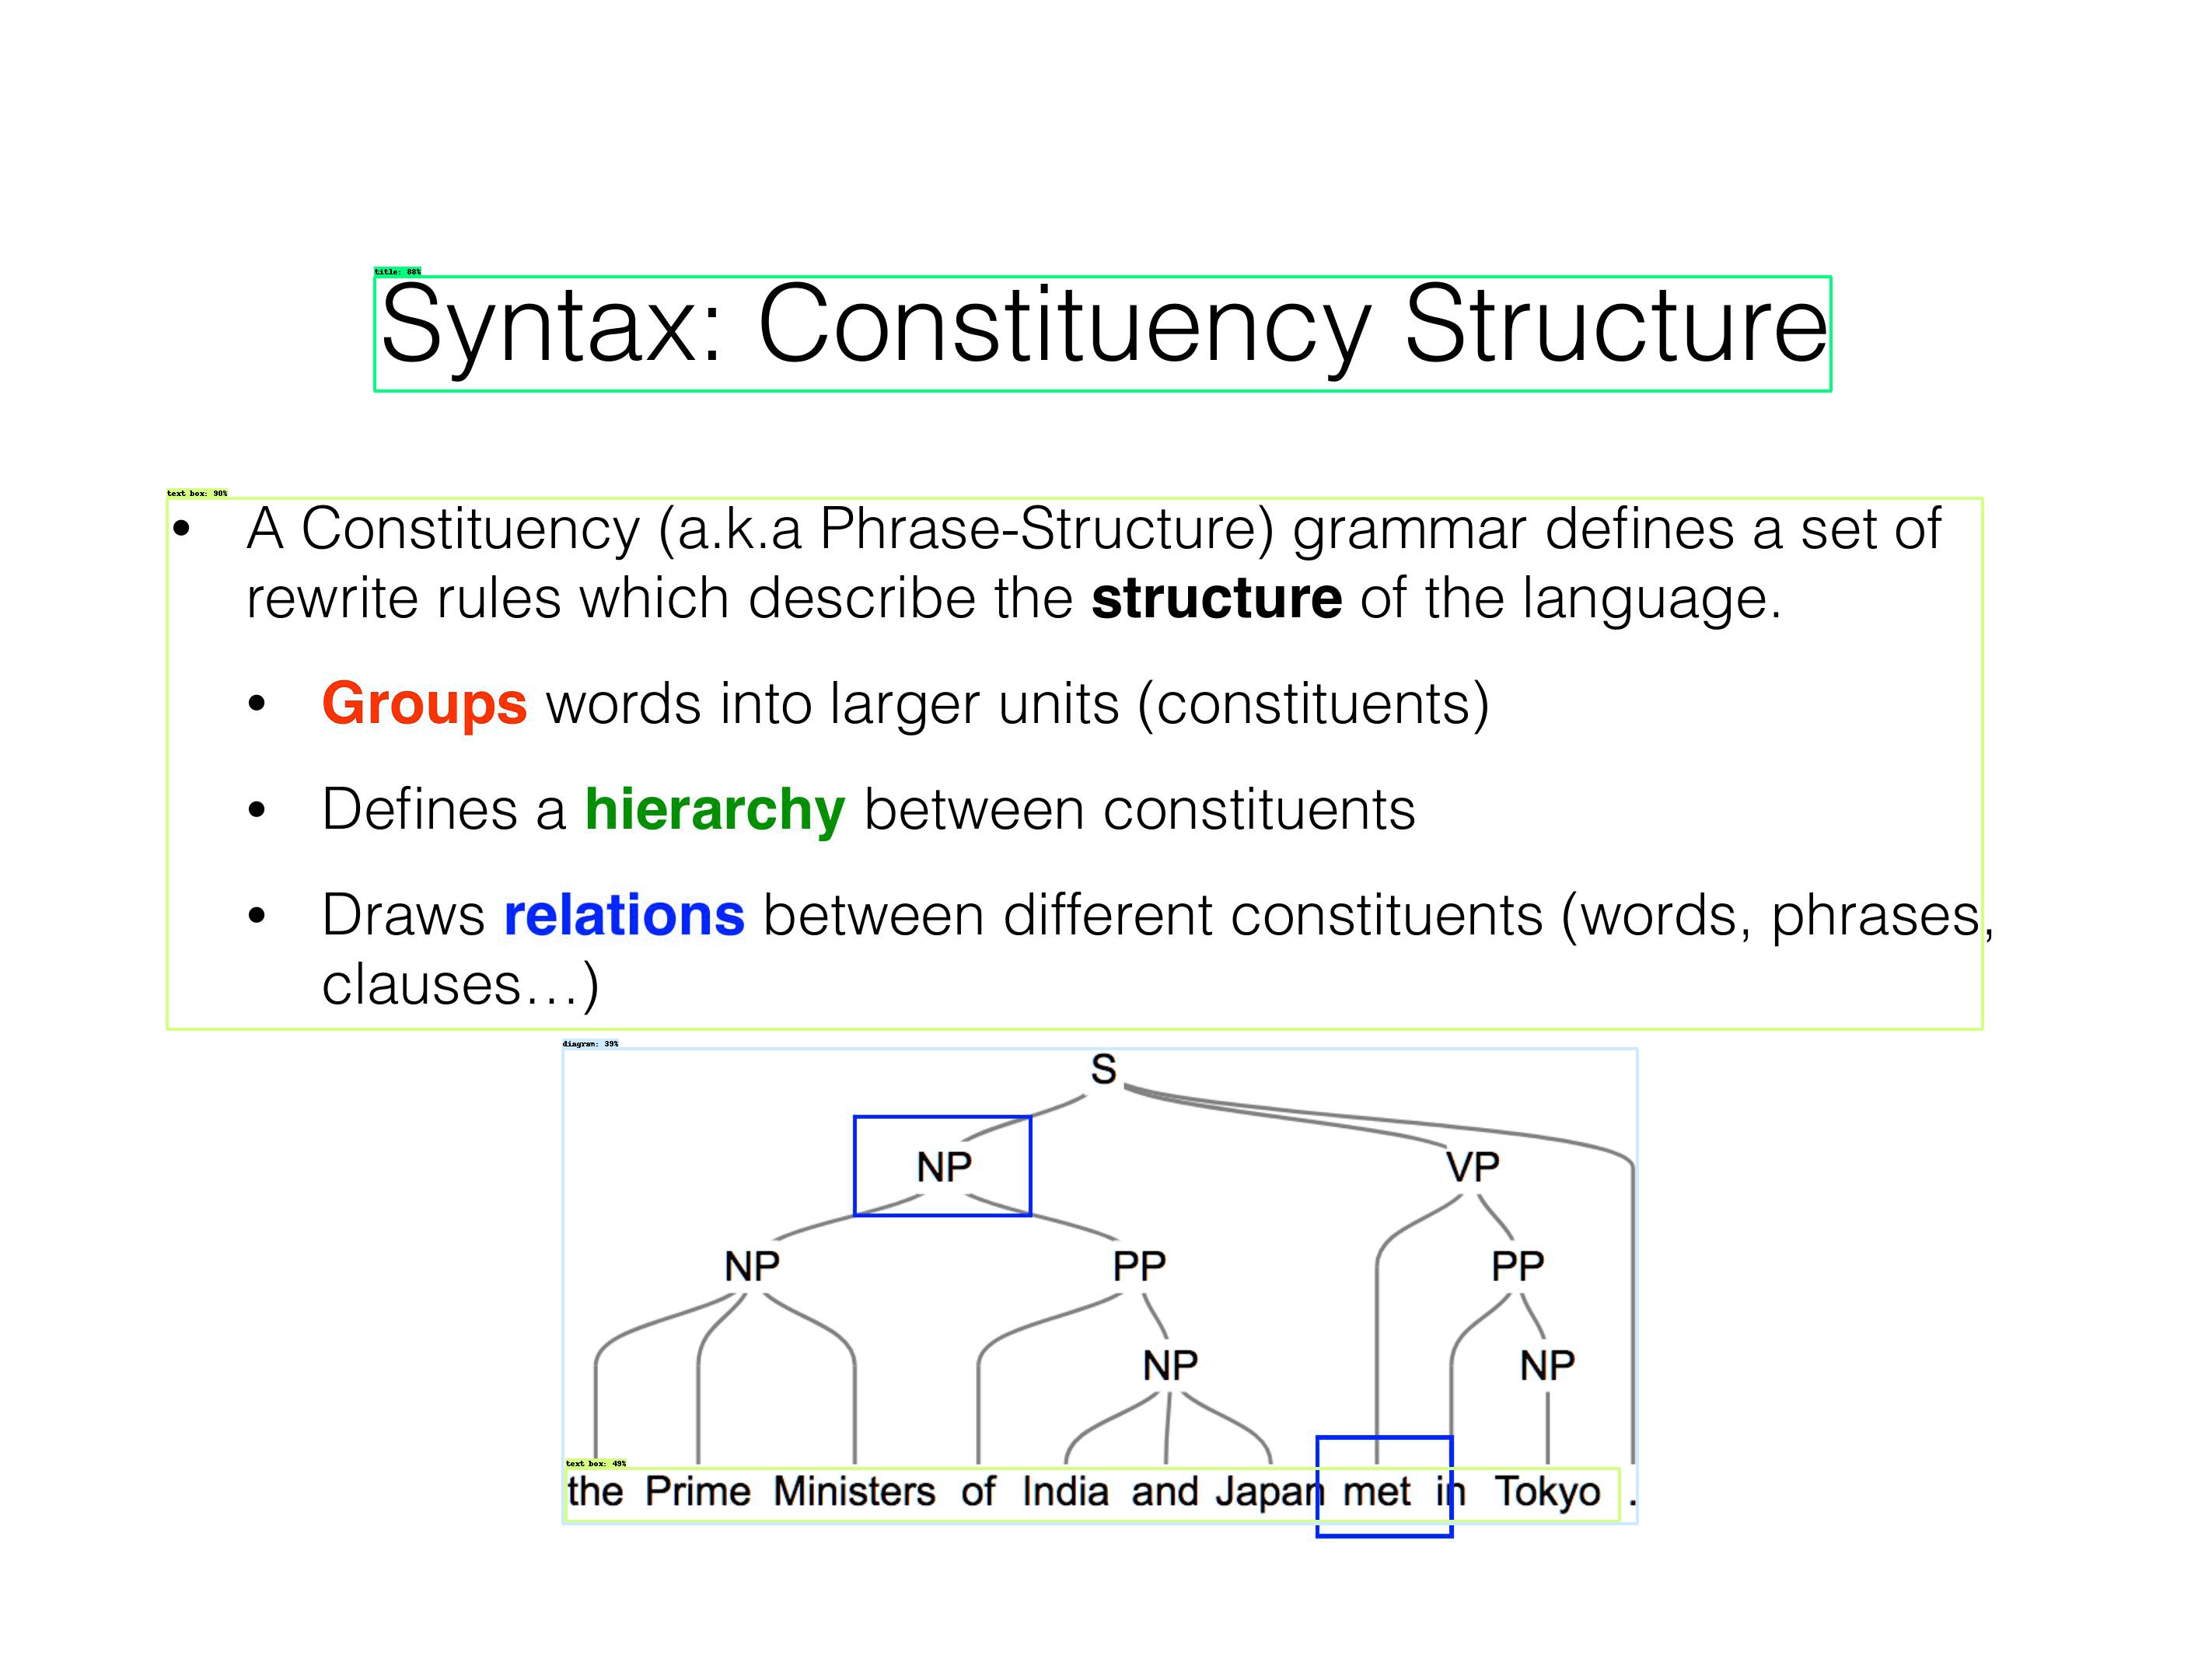 title: 88%
Syntax: Constituency Structure
text box: 90%
• A Constituency (a.k.a Phrase-Structure) grammar defines a set of
rewrite rules which describe the structure of the language.
• Groups words into larger units (constituents)
• Defines a hierarchy between constituents
• Draws relations between different constituents (words, phrases,
clauses…)
diagram: 39%
S
NP VP
NP PP PP
NP NP
text box: 49%
the Prime Ministers of India and Japan met in Tokyo .